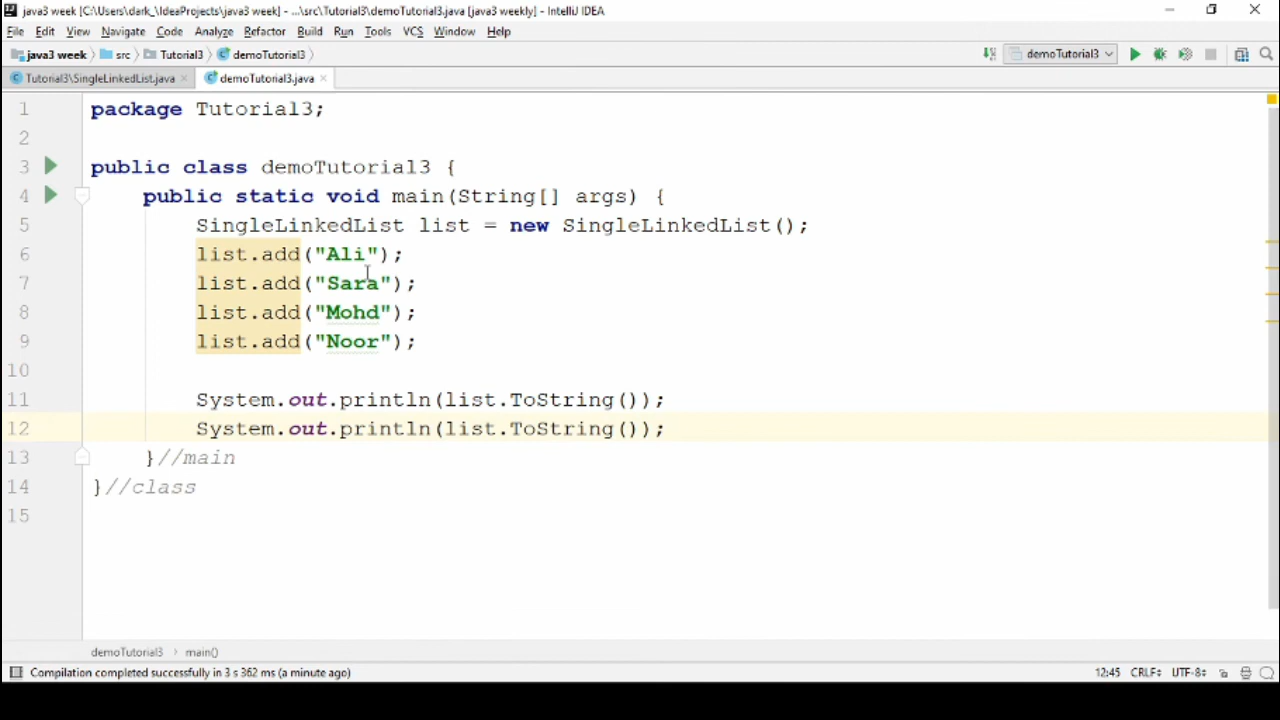 java3 week [C:\Users\dark_\IdeaProjects\java3 week] - ...\src\Tutorial3\demoTutorial3.java [java3 weekly] - IntelliJ IDEA
File Edit View Navigate Code Analyze Refactor Build Run Tools VCS Window Help
java3 week src Tutorial3 demoTutorial3 demoTutorial3
Tutorial3\SingleLinkedList.java demoTutorial3.java
1 package Tutorial3;
2
3 public class demoTutorial3 {
4 public static void main(String[] args) {
5 SingleLinkedList list = new SingleLinkedList();
6 list.add("Ali");
7 list.add("Sara");
8 list.add("Mohd");
9 list.add("Noor");
10
11 System.out.println(list.ToString());
12 System.out.println(list.ToString());
13 }//main
14 }//class
15
demoTutorial3 main()
Compilation completed successfully in 3 s 362 ms (a minute ago) 12:45 CRLF UTF-8